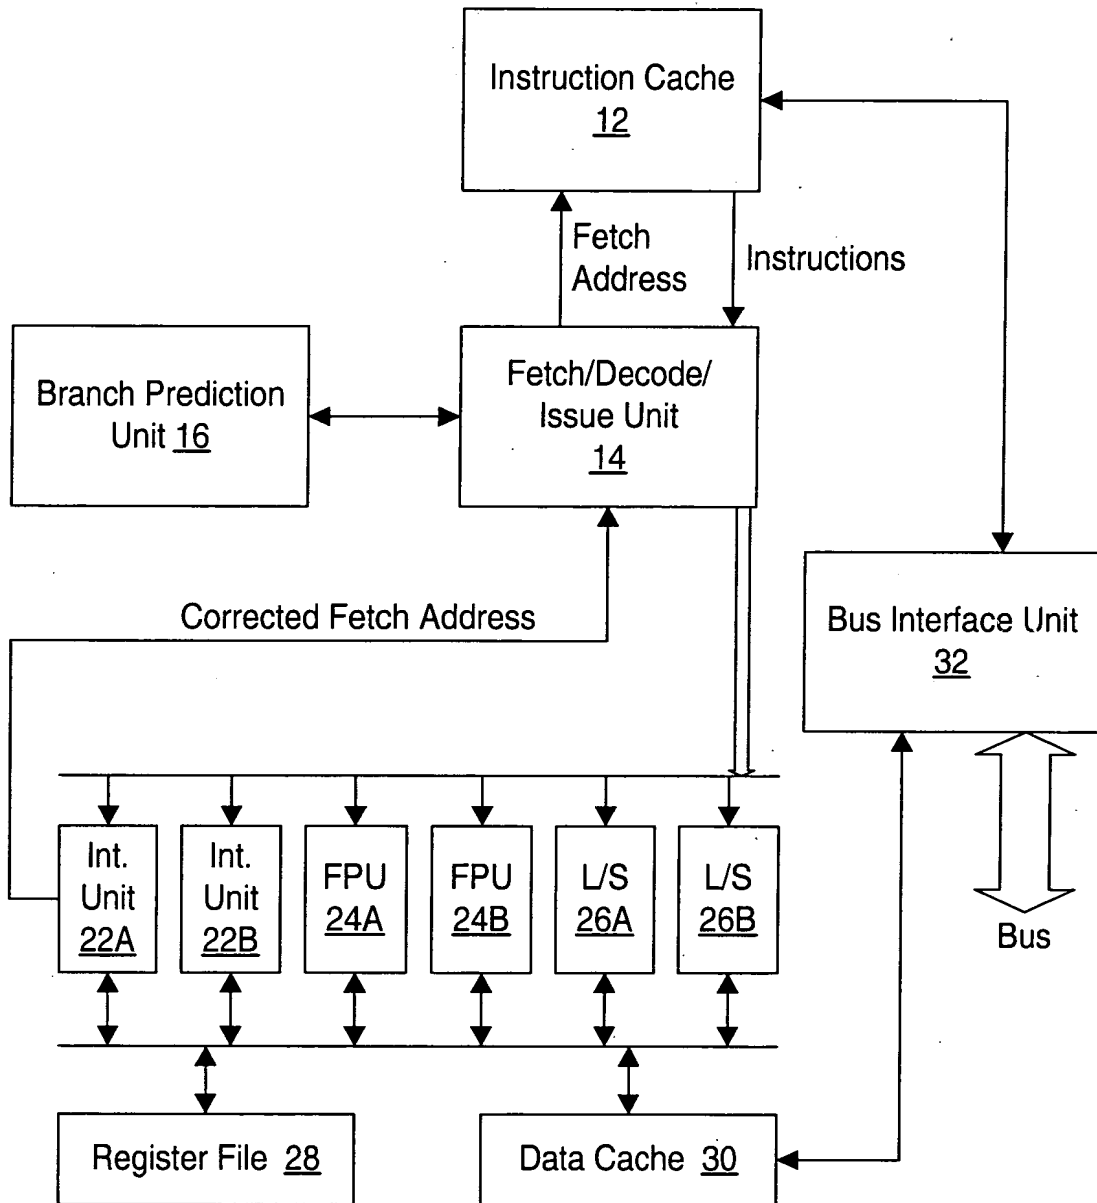 Instruction Cache
12
Fetch
Address
Instructions
Branch Prediction
Unit 16
Fetch/Decode/
Issue Unit
14
Corrected Fetch Address
Bus Interface Unit
32
Int.
Unit
22A
Int.
Unit
22B
FPU
24A
FPU
24B
L/S
26A
L/S
26B
Bus
Register File 28
Data Cache 30